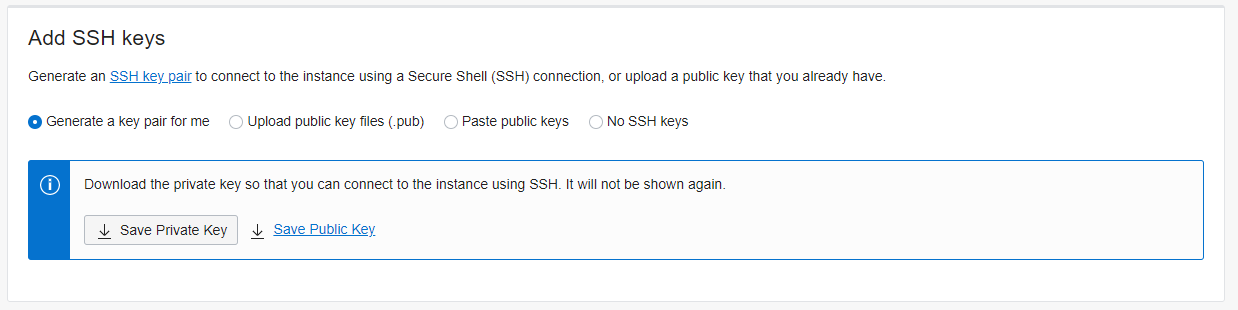 Add SSH keys
Generate an SSH key pair to connect to the instance using a Secure Shell (SSH) connection, or upload a public key that you already have.
Generate a key pair for me Upload public key files (.pub) Paste public keys No SSH keys
Download the private key so that you can connect to the instance using SSH. It will not be shown again.
Save Private Key Save Public Key